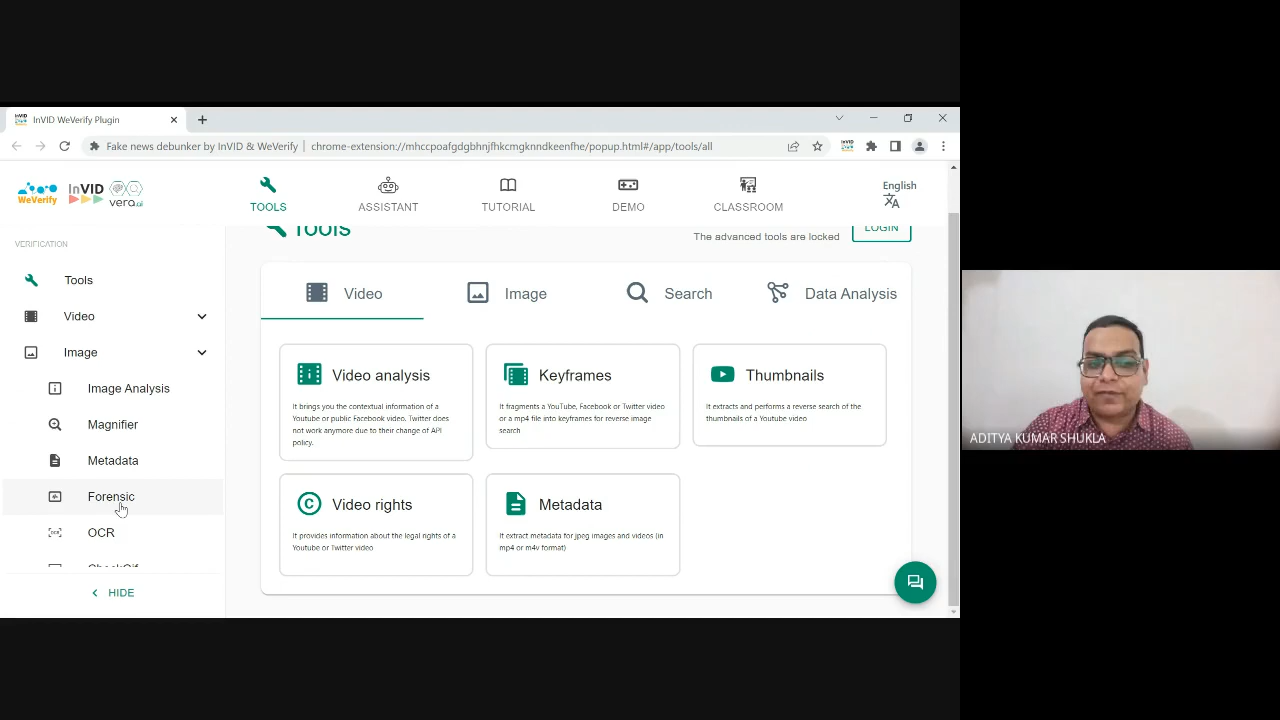 InVID WeVerify Plugin
Fake news debunker by InVID & WeVerify
chrome-extension://mhccpoafgdgbhnjfhkcmgknndkeenfhe/popup.html#/app/tools/all
WeVerify
InVID
vera.ai
TOOLS
ASSISTANT
TUTORIAL
DEMO
CLASSROOM
English
VERIFICATION
Tools
Video
Image
Image Analysis
Magnifier
Metadata
Forensic
OCR
CheckGif
HIDE
Tools
The advanced tools are locked
LOGIN
Video
Image
Search
Data Analysis
Video analysis
It brings you the contextual information of a
Youtube or public Facebook video. Twitter does
not work anymore due to their change of API
policy.
Keyframes
It fragments a YouTube, Facebook or Twitter video
or a mp4 file into keyframes for reverse image
search
Thumbnails
It extracts and performs a reverse search of the
thumbnails of a Youtube video
Video rights
It provides information about the legal rights of a
Youtube or Twitter video
Metadata
It extract metadata for jpeg images and videos (in
mp4 or m4v format)
ADITYA KUMAR SHUKLA